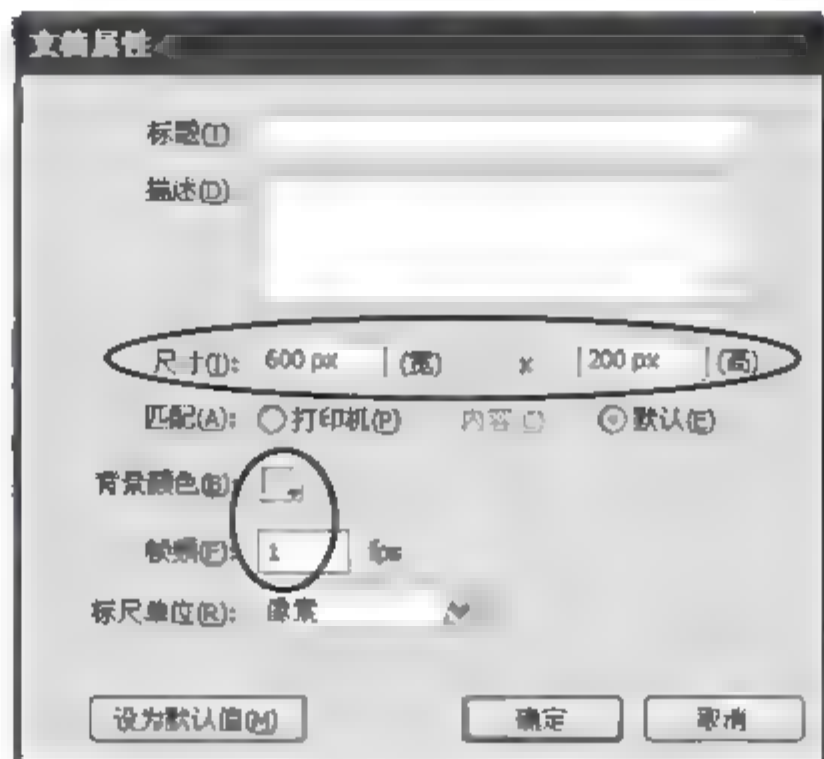 文档属性
标题(T)
描述(D)
尺寸(I): 600 px (宽) x 200 px (高)
匹配(A): 打印机(P) 内容(C) 默认(E)
背景颜色(B):
帧频(F): 1 fps
标尺单位(R): 像素
设为默认值(M) 确定 取消